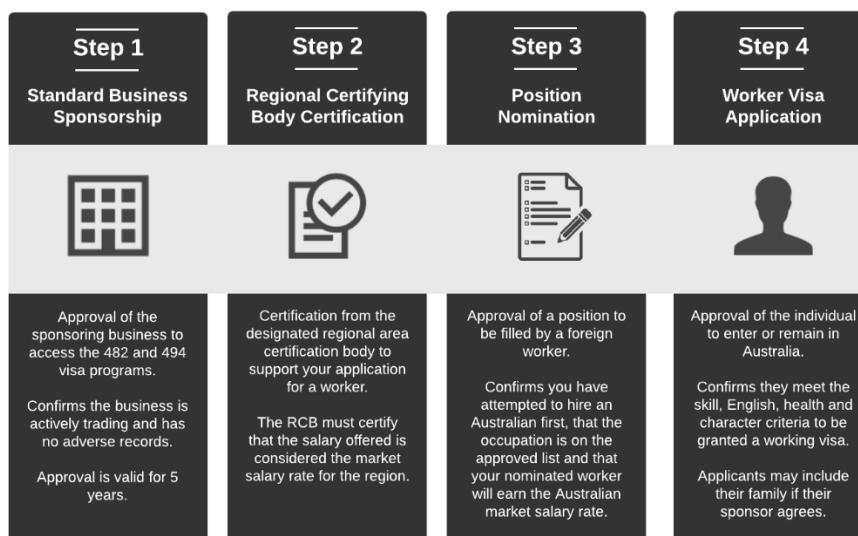 Step 1
Standard Business
Sponsorship
Approval of the
sponsoring business to
access the 482 and 494
visa programs.
Confirms the business is
actively trading and has
no adverse records.
Approval is valid for 5
years.
Step 2
Regional Certifying
Body Certification
Certification from the
designated regional area
certification body to
support your application
for a worker.
The RCB must certify
that the salary offered is
considered the market
salary rate for the region.
Step 3
Position
Nomination
Approval of a position to
be filled by a foreign
worker.
Confirms you have
attempted to hire an
Australian first, that the
occupation is on the
approved list and that
your nominated worker
will earn the Australian
market salary rate.
Step 4
Worker Visa
Application
Approval of the individual
to enter or remain in
Australia.
Confirms they meet the
skill, English, health and
character criteria to be
granted a working visa.
Applicants may include
their family if their
sponsor agrees.